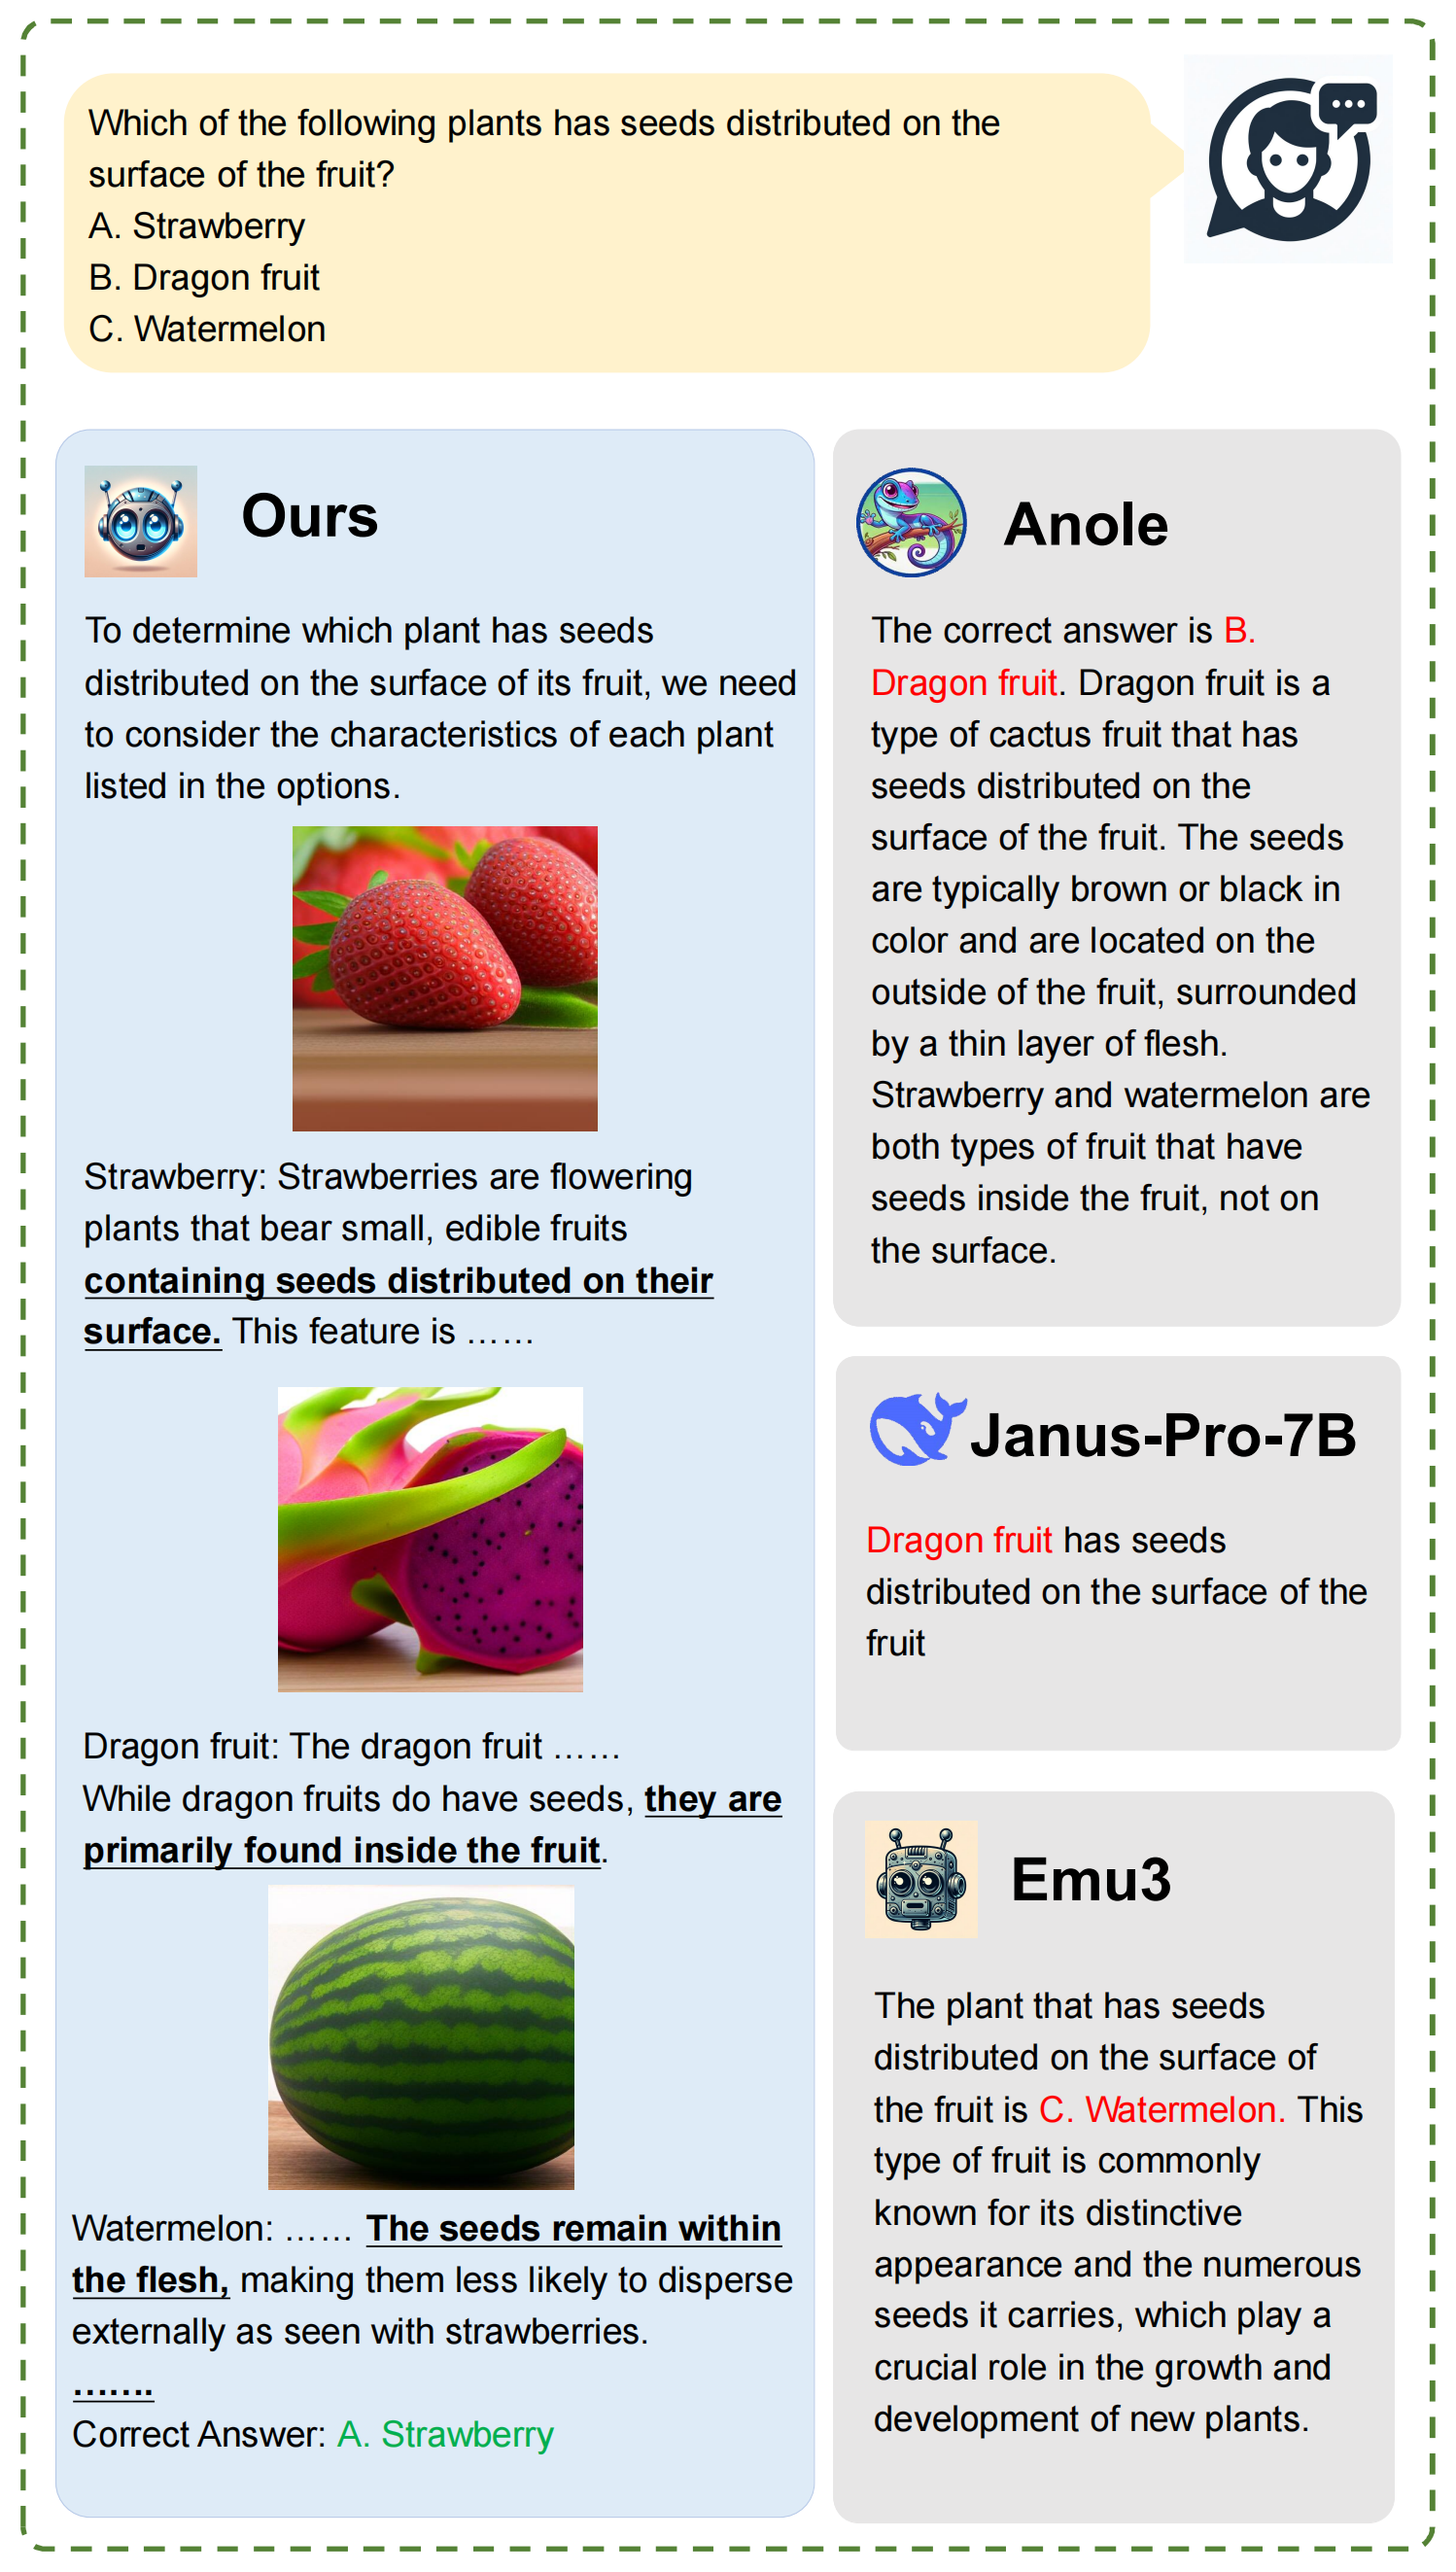 Which of the following plants has seeds distributed on the
surface of the fruit?
A. Strawberry
B. Dragon fruit
C. Watermelon
Ours
To determine which plant has seeds
distributed on the surface of its fruit, we need
to consider the characteristics of each plant
listed in the options.
Strawberry: Strawberries are flowering
plants that bear small, edible fruits
containing seeds distributed on their
surface. This feature is ……
Dragon fruit: The dragon fruit ……
While dragon fruits do have seeds, they are
primarily found inside the fruit.
Watermelon: …… The seeds remain within
the flesh, making them less likely to disperse
externally as seen with strawberries.
…….
Correct Answer: A. Strawberry
Anole
The correct answer is B.
Dragon fruit. Dragon fruit is a
type of cactus fruit that has
seeds distributed on the
surface of the fruit. The seeds
are typically brown or black in
color and are located on the
outside of the fruit, surrounded
by a thin layer of flesh.
Strawberry and watermelon are
both types of fruit that have
seeds inside the fruit, not on
the surface.
Janus-Pro-7B
Dragon fruit has seeds
distributed on the surface of the
fruit
Emu3
The plant that has seeds
distributed on the surface of
the fruit is C. Watermelon. This
type of fruit is commonly
known for its distinctive
appearance and the numerous
seeds it carries, which play a
crucial role in the growth and
development of new plants.